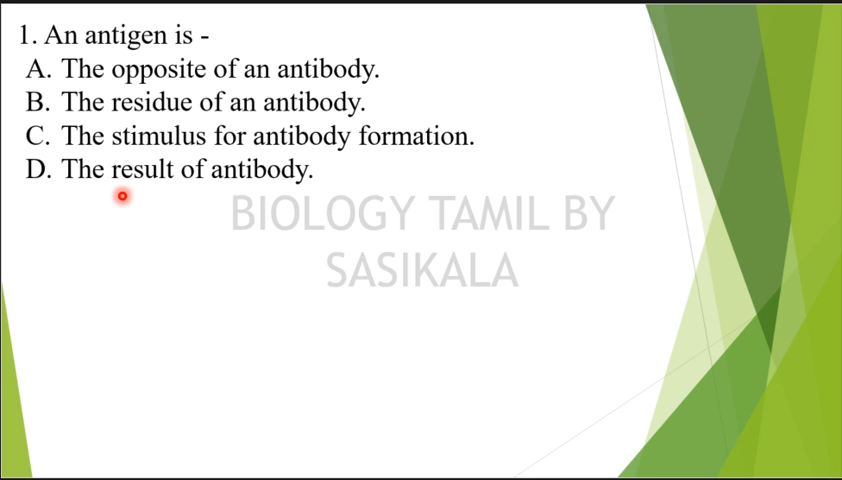 1. An antigen is -
A. The opposite of an antibody.
B. The residue of an antibody.
C. The stimulus for antibody formation.
D. The result of antibody.
BIOLOGY TAMIL BY
SASIKALA